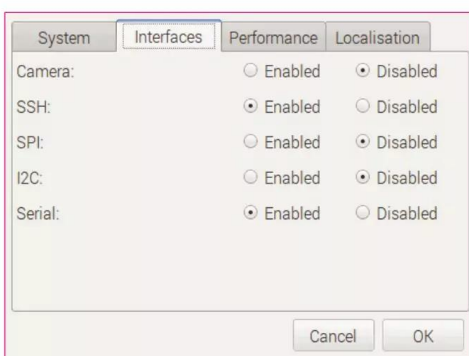 System Interfaces Performance Localisation
Camera: Enabled Disabled
SSH: Enabled Disabled
SPI: Enabled Disabled
I2C: Enabled Disabled
Serial: Enabled Disabled
Cancel OK